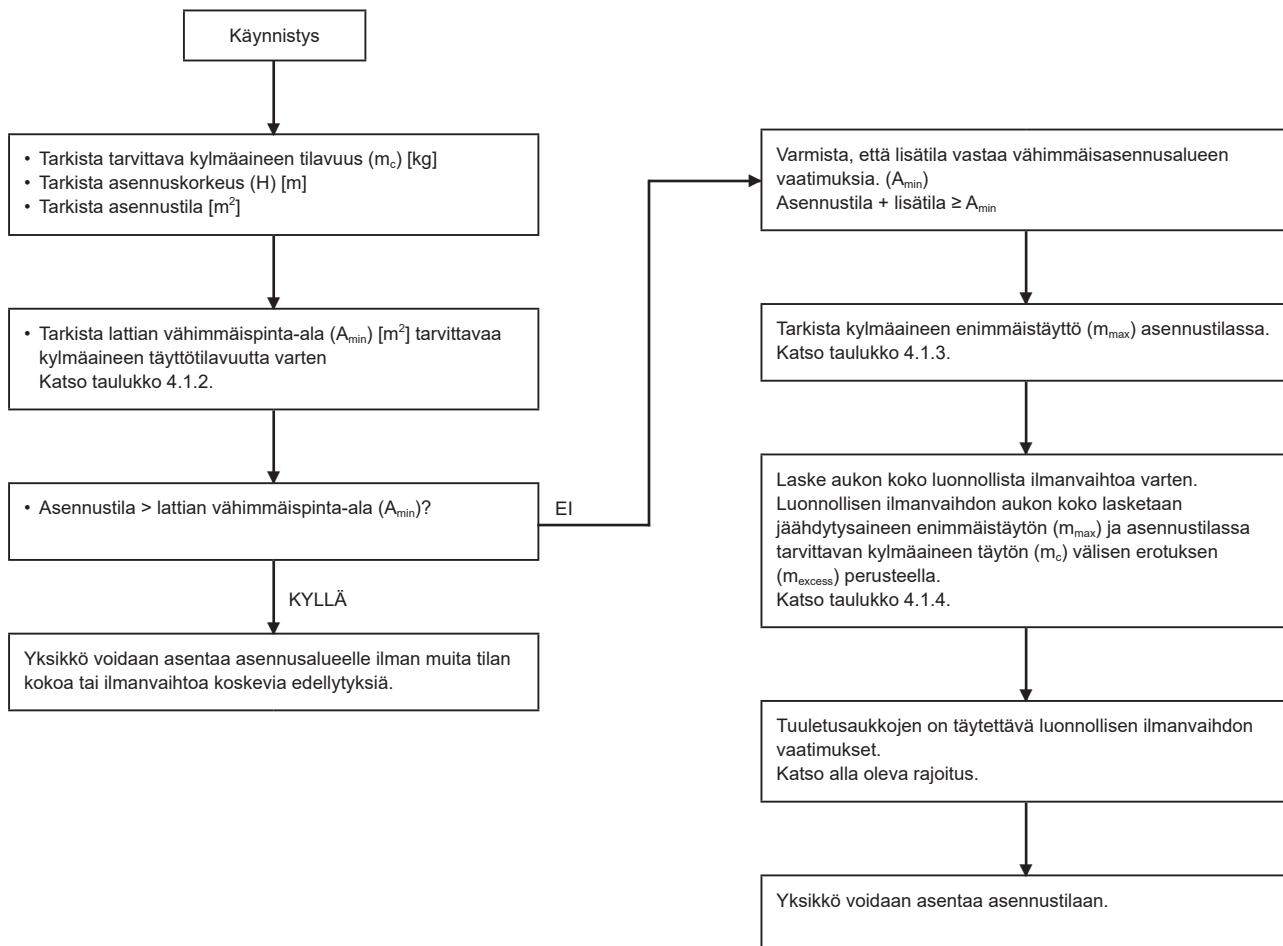 Käynnistys
• Tarkista tarvittava kylmäaineen tilavuus (mc) [kg]
• Tarkista asennuskorkeus (H) [m]
• Tarkista asennustila [m²]
• Tarkista lattian vähimmäispinta-ala (Amin) [m²] tarvittavaa
kylmäaineen täyttötilavuutta varten
Katso taulukko 4.1.2.
• Asennustila > lattian vähimmäispinta-ala (Amin)?
EI
KYLLÄ
Yksikkö voidaan asentaa asennusalueelle ilman muita tilan
kokoa tai ilmanvaihtoa koskevia edellytyksiä.
Varmista, että lisätila vastaa vähimmäisasennusalueen
vaatimuksia. (Amin)
Asennustila + lisätila ≥ Amin
Tarkista kylmäaineen enimmäistäyttö (mmax) asennustilassa.
Katso taulukko 4.1.3.
Laske aukon koko luonnollista ilmanvaihtoa varten.
Luonnollisen ilmanvaihdon aukon koko lasketaan
jäähdytysaineen enimmäistäytön (mmax) ja asennustilassa
tarvittavan kylmäaineen täytön (mc) välisen erotuksen
(mexcess) perusteella.
Katso taulukko 4.1.4.
Tuuletusaukkojen on täytettävä luonnollisen ilmanvaihdon
vaatimukset.
Katso alla oleva rajoitus.
Yksikkö voidaan asentaa asennustilaan.